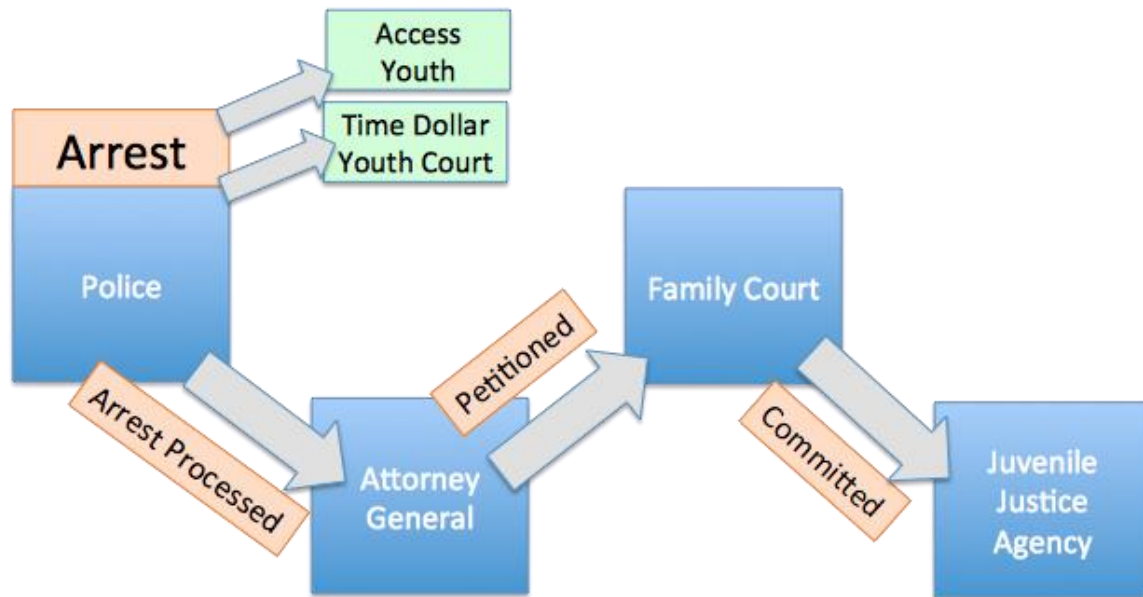 Access
Youth
Arrest
Time Dollar
Youth Court
Police
Family Court
Arrest Processed
Petitioned
Attorney
General
Committed
Juvenile
Justice
Agency